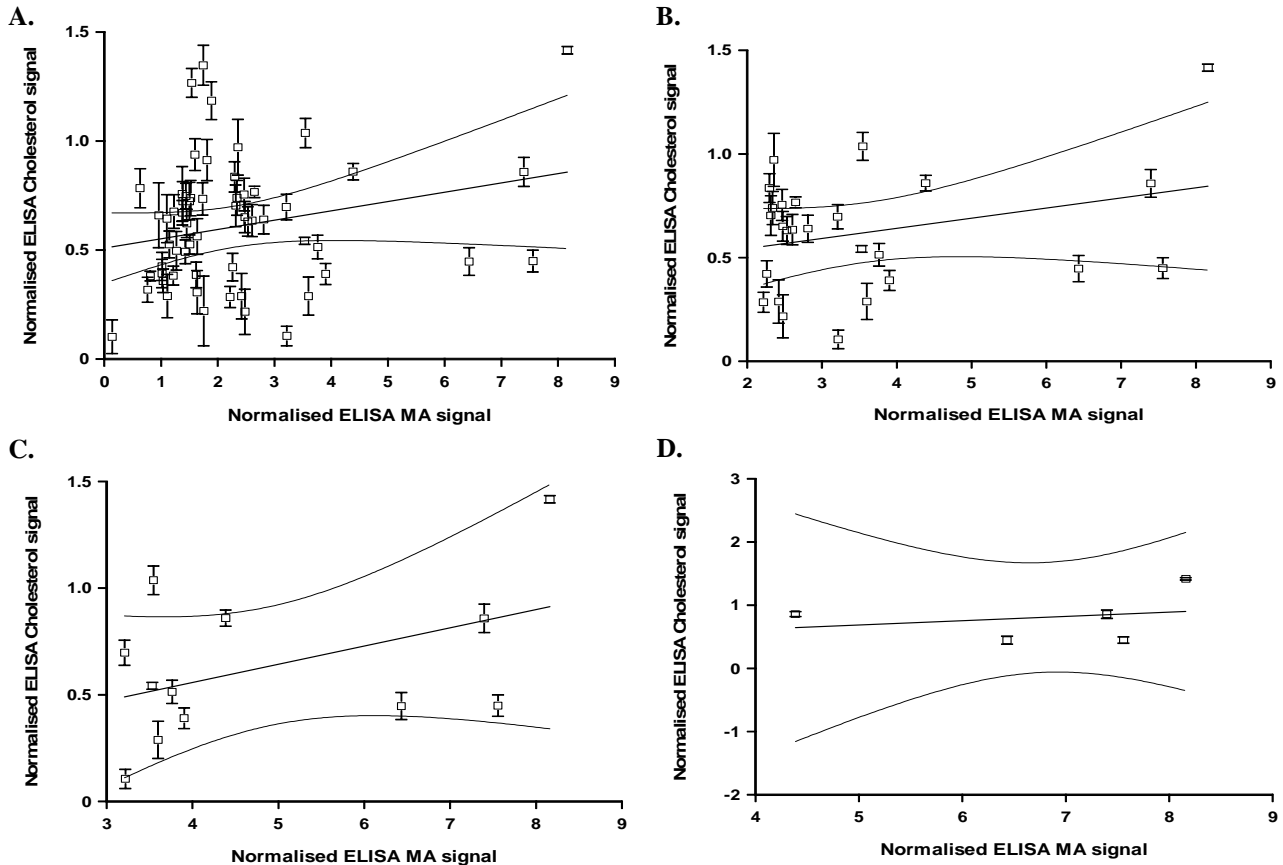 A.
Normalised ELISA Cholesterol signal
1.5
1.0
0.5
0
0 1 2 3 4 5 6 7 8 9
Normalised ELISA MA signal
B.
Normalised ELISA Cholesterol signal
1.5
1.0
0.5
0
2 3 4 5 6 7 8 9
Normalised ELISA MA signal
C.
Normalised ELISA Cholesterol signal
1.5
1.0
0.5
0
3 4 5 6 7 8 9
Normalised ELISA MA signal
D.
Normalised ELISA Cholesterol signal
3
2
1
0
-1
-2
4 5 6 7 8 9
Normalised ELISA MA signal